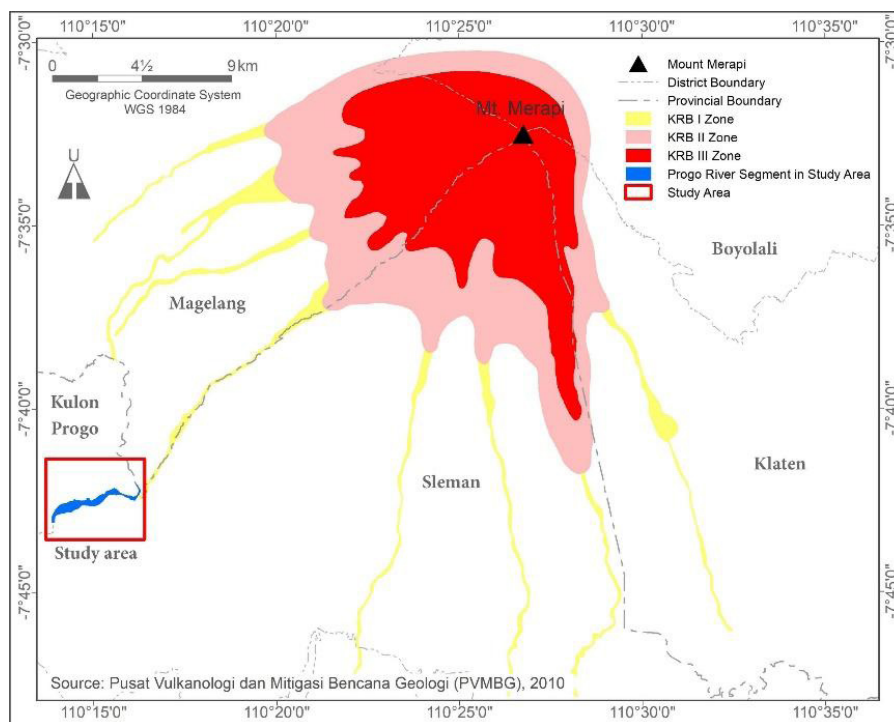 110°15'0" 110°20'0" 110°25'0" 110°30'0" 110°35'0"
-7°30'0" -7°30'0"
0 4½ 9km
Geographic Coordinate System
WGS 1984
U
Mt. Merapi
Mount Merapi
District Boundary
Provincial Boundary
KRB I Zone
KRB II Zone
KRB III Zone
Progo River Segment in Study Area
Study Area
-7°35'0" -7°35'0"
Boyolali
Magelang
-7°40'0" -7°40'0"
Kulon
Progo
Sleman
Klaten
Study area
-7°45'0" -7°45'0"
Source: Pusat Vulkanologi dan Mitigasi Bencana Geologi (PVMBG), 2010
110°15'0" 110°20'0" 110°25'0" 110°30'0" 110°35'0"